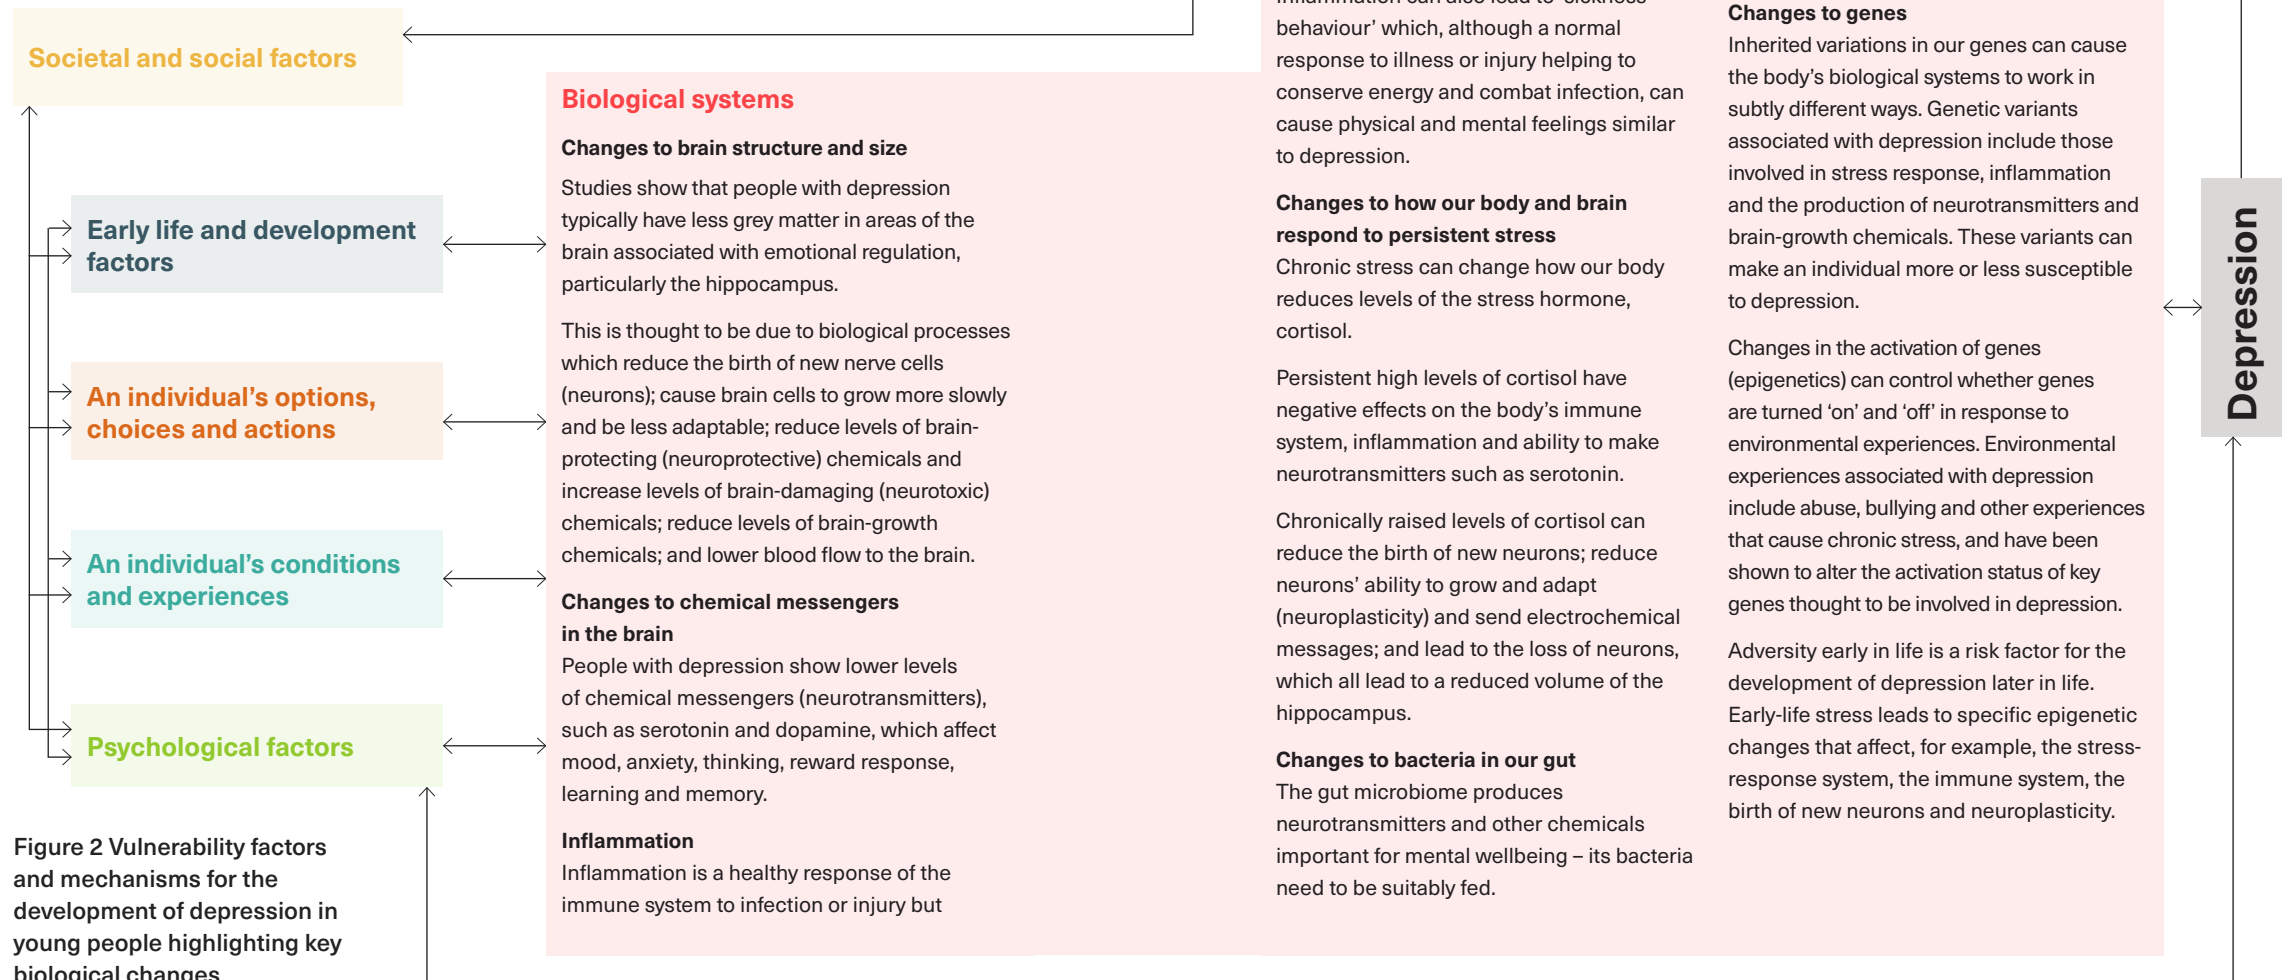 Societal and social factors
Early life and development
factors
An individual's options,
choices and actions
An individual's conditions
and experiences
Psychological factors
Figure 2 Vulnerability factors
and mechanisms for the
development of depression in
young people highlighting key
biological changes
Biological systems
Changes to brain structure and size
Studies show that people with depression
typically have less grey matter in areas of the
brain associated with emotional regulation,
particularly the hippocampus.
This is thought to be due to biological processes
which reduce the birth of new nerve cells
(neurons); cause brain cells to grow more slowly
and be less adaptable; reduce levels of brain-
protecting (neuroprotective) chemicals and
increase levels of brain-damaging (neurotoxic)
chemicals; reduce levels of brain-growth
chemicals; and lower blood flow to the brain.
Changes to chemical messengers
in the brain
People with depression show lower levels
of chemical messengers (neurotransmitters),
such as serotonin and dopamine, which affect
mood, anxiety, thinking, reward response,
learning and memory.
Inflammation
Inflammation is a healthy response of the
immune system to infection or injury but
Inflammation can also lead to 'sickness
behaviour' which, although a normal
response to illness or injury helping to
conserve energy and combat infection, can
cause physical and mental feelings similar
to depression.
Changes to how our body and brain
respond to persistent stress
Chronic stress can change how our body
reduces levels of the stress hormone,
cortisol.
Persistent high levels of cortisol have
negative effects on the body's immune
system, inflammation and ability to make
neurotransmitters such as serotonin.
Chronically raised levels of cortisol can
reduce the birth of new neurons; reduce
neurons' ability to grow and adapt
(neuroplasticity) and send electrochemical
messages; and lead to the loss of neurons,
which all lead to a reduced volume of the
hippocampus.
Changes to bacteria in our gut
The gut microbiome produces
neurotransmitters and other chemicals
important for mental wellbeing – its bacteria
need to be suitably fed.
Changes to genes
Inherited variations in our genes can cause
the body's biological systems to work in
subtly different ways. Genetic variants
associated with depression include those
involved in stress response, inflammation
and the production of neurotransmitters and
brain-growth chemicals. These variants can
make an individual more or less susceptible
to depression.
Changes in the activation of genes
(epigenetics) can control whether genes
are turned 'on' and 'off' in response to
environmental experiences. Environmental
experiences associated with depression
include abuse, bullying and other experiences
that cause chronic stress, and have been
shown to alter the activation status of key
genes thought to be involved in depression.
Adversity early in life is a risk factor for the
development of depression later in life.
Early-life stress leads to specific epigenetic
changes that affect, for example, the stress-
response system, the immune system, the
birth of new neurons and neuroplasticity.
Depression